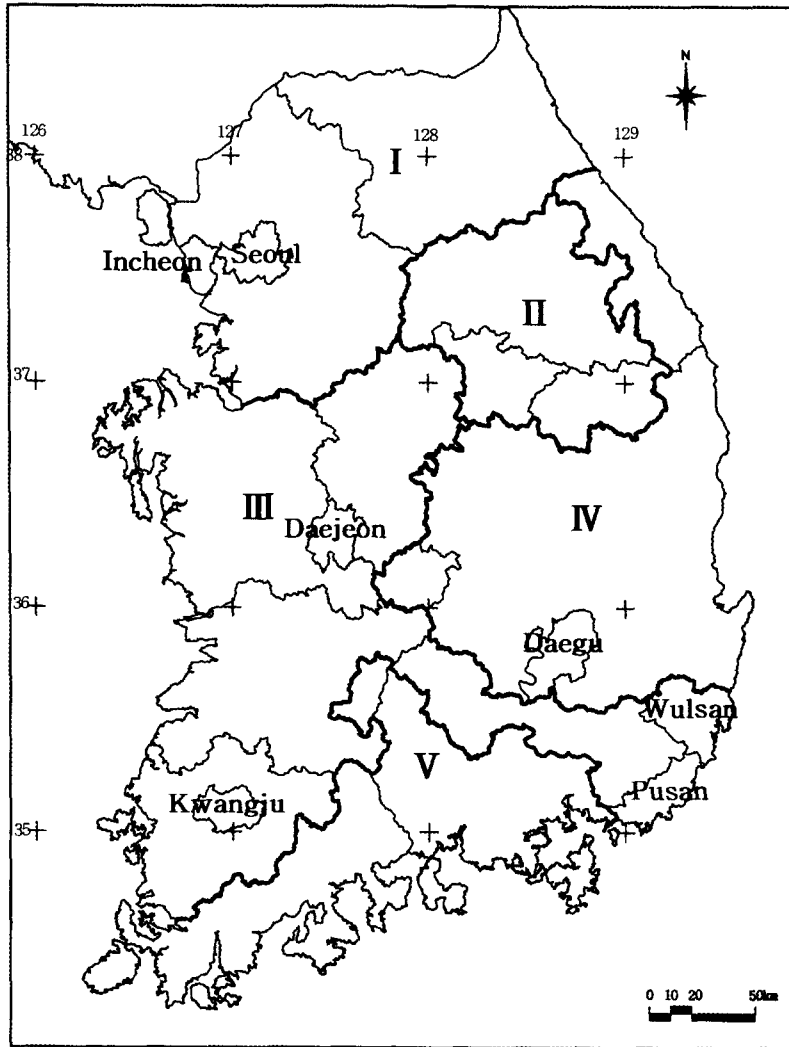 N
126
127
128
129
38
I
Incheon
Seoul
II
37
III
Daejeon
IV
36
Daegu
Wulsan
V
Kwangju
Pusan
35
0 10 20 50km